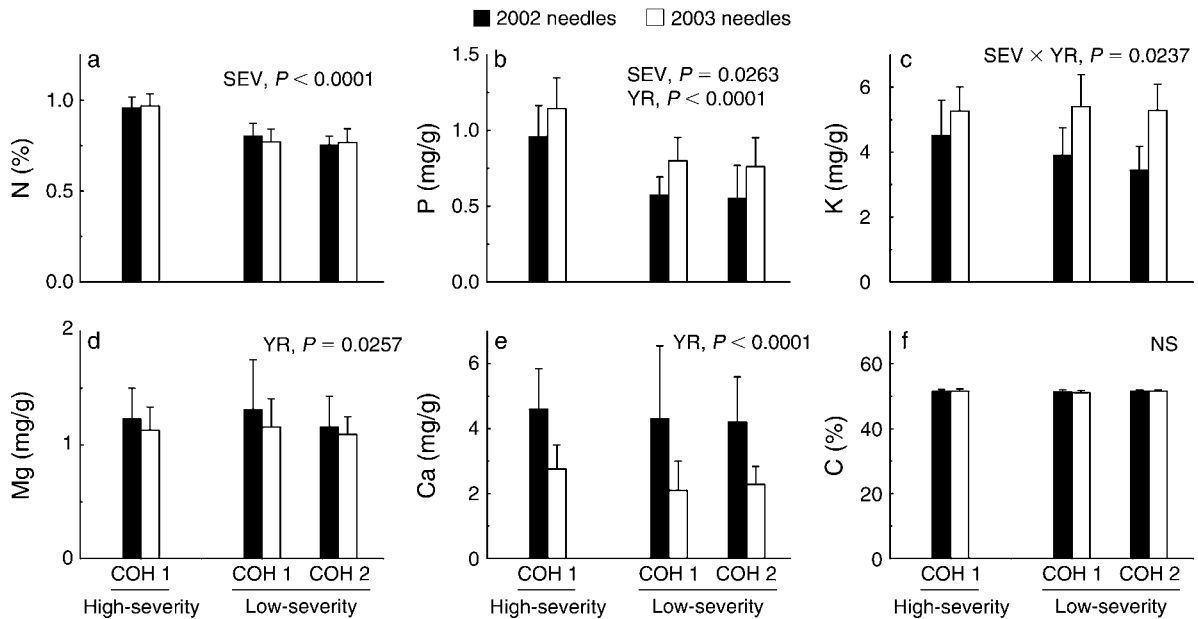 2002 needles 2003 needles
a
SEV, P < 0.0001
N (%)
1.0
0.5
0.0
b
SEV, P = 0.0263
YR, P < 0.0001
P (mg/g)
1.5
1.0
0.5
0.0
c
SEV × YR, P = 0.0237
K (mg/g)
6
4
2
0
d
YR, P = 0.0257
Mg (mg/g)
2
1
0
COH 1 COH 1 COH 2
High-severity Low-severity
e
YR, P < 0.0001
Ca (mg/g)
6
4
2
0
COH 1 COH 1 COH 2
High-severity Low-severity
f
NS
C (%)
60
40
20
0
COH 1 COH 1 COH 2
High-severity Low-severity